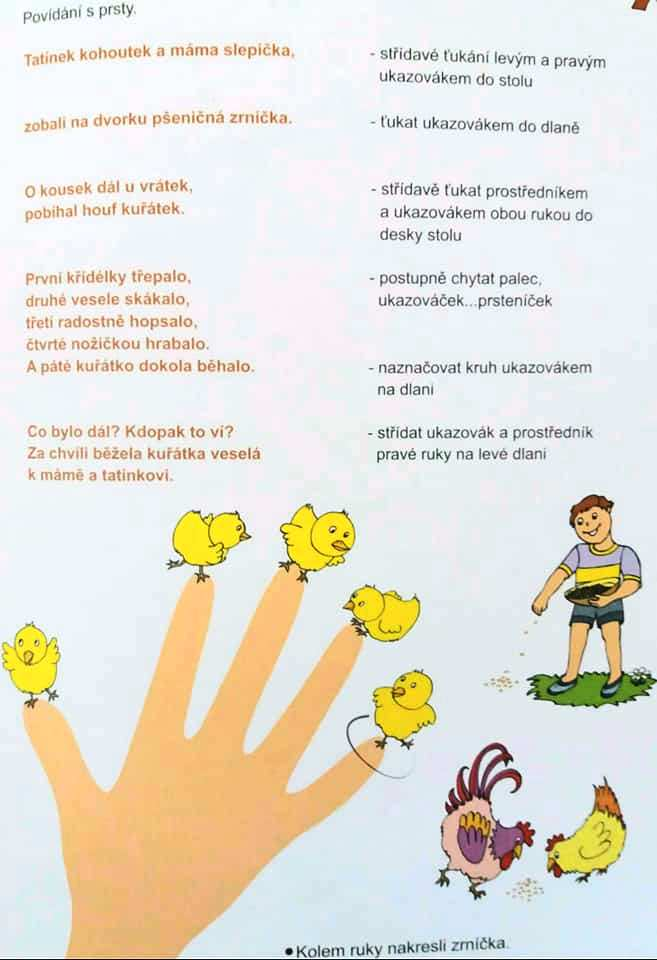 Povídání s prsty.
Tatínek kohoutek a máma slepička,
- střídavé ťukání levým a pravým
ukazovákem do stolu
zobali na dvorku pšeničná zrníčka.
- ťukat ukazovákem do dlaně
O kousek dál u vrátek,
pobíhal houf kuřátek.
- střídavě ťukat prostředníkem
a ukazovákem obou rukou do
desky stolu
První křidélky třepalo,
druhé vesele skákalo,
třetí radostně hopsalo,
čtvrté nožičkou hrabalo.
- postupně chytat palec,
ukazováček...prsteníček
A páté kuřátko dokola běhalo.
- naznačovat kruh ukazovákem
na dlani
Co bylo dál? Kdopak to ví?
Za chvíli běžela kuřátka veselá
k mámě a tatínkovi.
- střídat ukazovák a prostředník
pravé ruky na levé dlani
●Kolem ruky nakresli zrníčka.